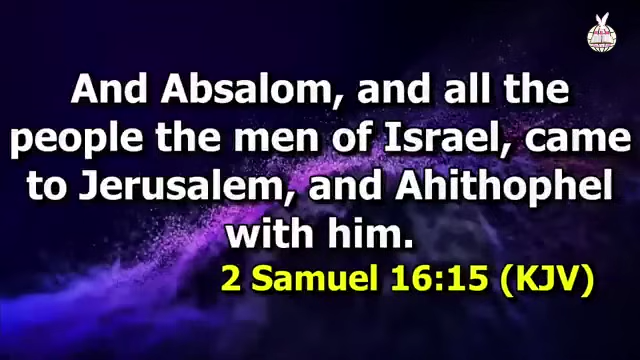 And Absalom, and all the
people the men of Israel, came
to Jerusalem, and Ahithophel
with him.
2 Samuel 16:15 (KJV)